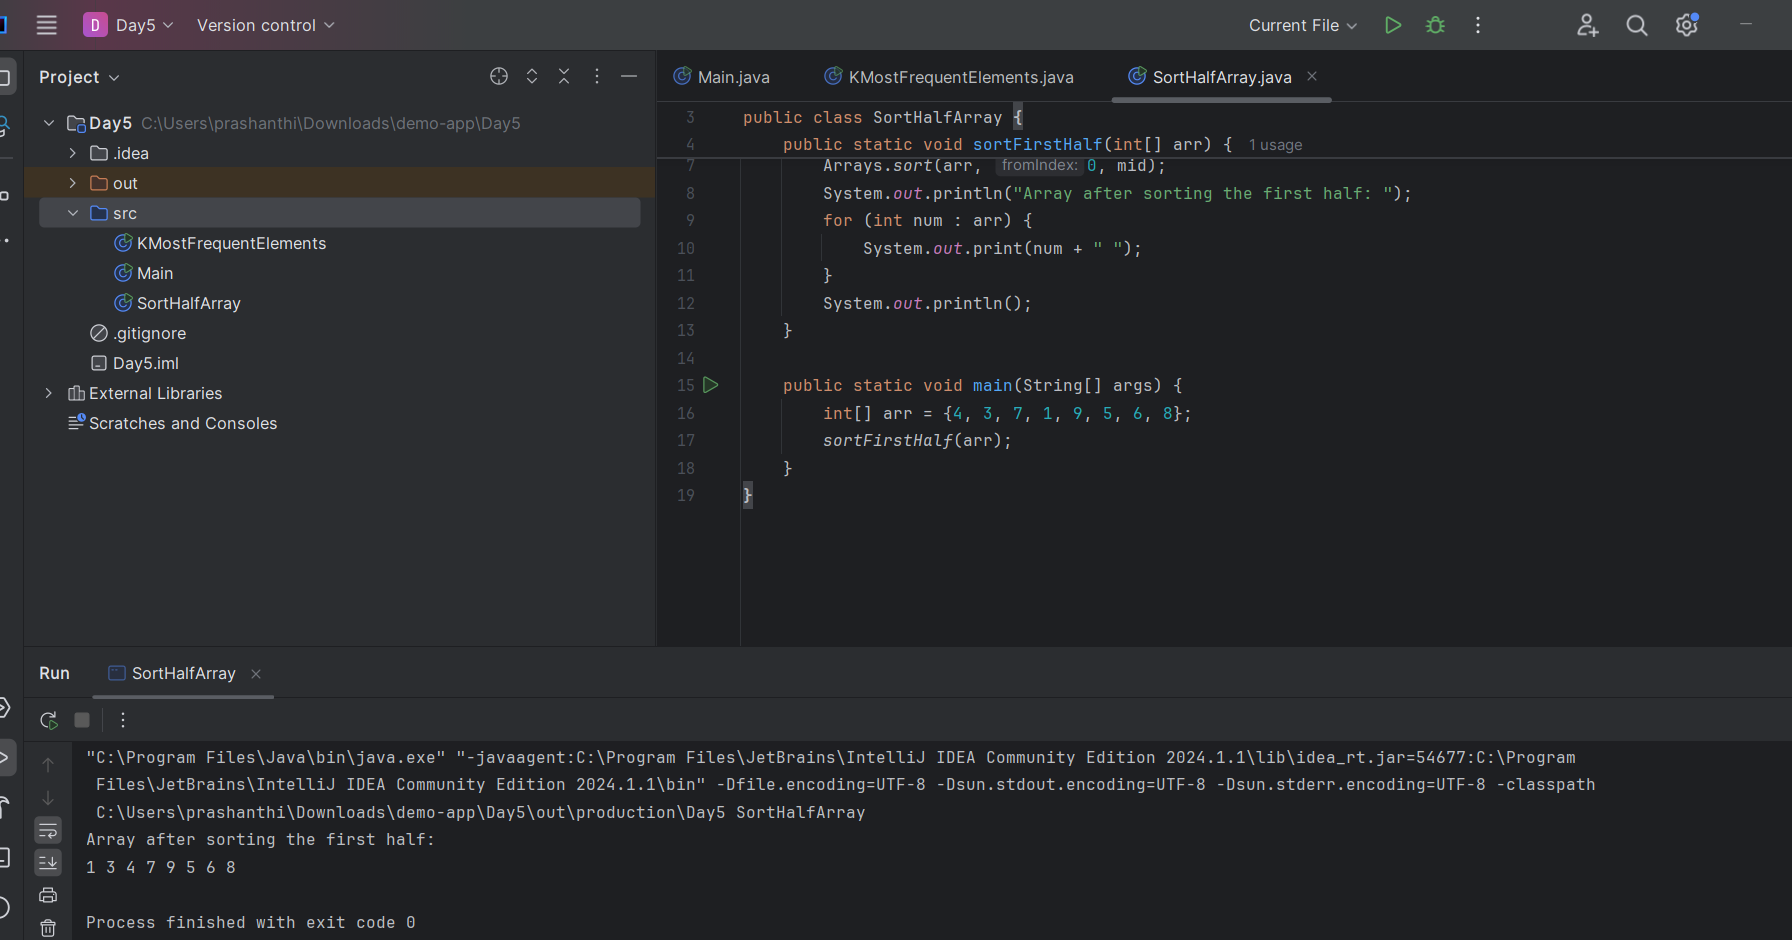 D Day5 Version control Current File
Project
Day5 C:\Users\prashanthi\Downloads\demo-app\Day5
.idea
out
src
KMostFrequentElements
Main
SortHalfArray
.gitignore
Day5.iml
External Libraries
Scratches and Consoles
Main.java KMostFrequentElements.java SortHalfArray.java
3 public class SortHalfArray {
4 public static void sortFirstHalf(int[] arr) { 1 usage
7 Arrays.sort(arr, fromIndex: 0, mid);
8 System.out.println("Array after sorting the first half: ");
9 for (int num : arr) {
10 System.out.print(num + " ");
11 }
12 System.out.println();
13 }
14
15 public static void main(String[] args) {
16 int[] arr = {4, 3, 7, 1, 9, 5, 6, 8};
17 sortFirstHalf(arr);
18 }
19 }
Run SortHalfArray
"C:\Program Files\Java\bin\java.exe" "-javaagent:C:\Program Files\JetBrains\IntelliJ IDEA Community Edition 2024.1.1\lib\idea_rt.jar=54677:C:\Program
Files\JetBrains\IntelliJ IDEA Community Edition 2024.1.1\bin" -Dfile.encoding=UTF-8 -Dsun.stdout.encoding=UTF-8 -Dsun.stderr.encoding=UTF-8 -classpath
C:\Users\prashanthi\Downloads\demo-app\Day5\out\production\Day5 SortHalfArray
Array after sorting the first half:
1 3 4 7 9 5 6 8
Process finished with exit code 0